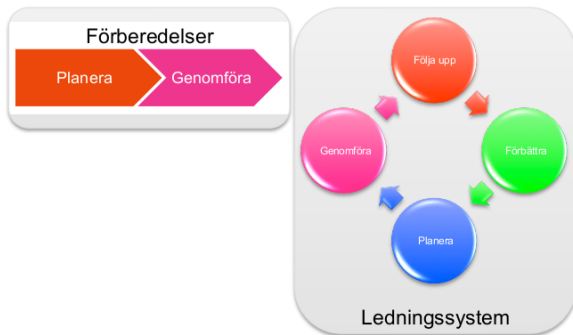 Förberedelser
Planera
Genomföra
Följa upp
Förbättra
Planera
Genomföra
Ledningssystem